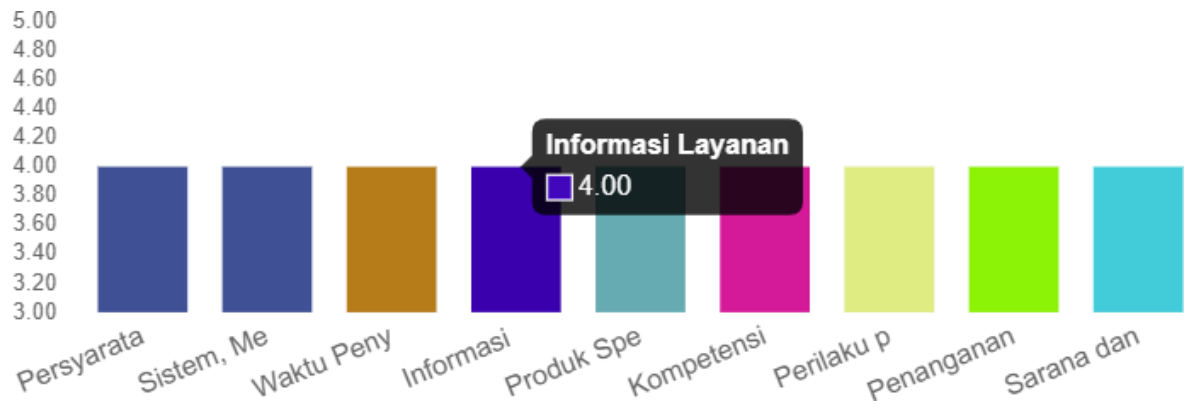 5.00
4.80
4.60
4.40
4.20
4.00
3.80
3.60
3.40
3.20
3.00
Informasi Layanan
4.00
Persyarata
Sistem, Me
Waktu Peny
Informasi
Produk Spe
Kompetensi
Perilaku p
Penanganan
Sarana dan